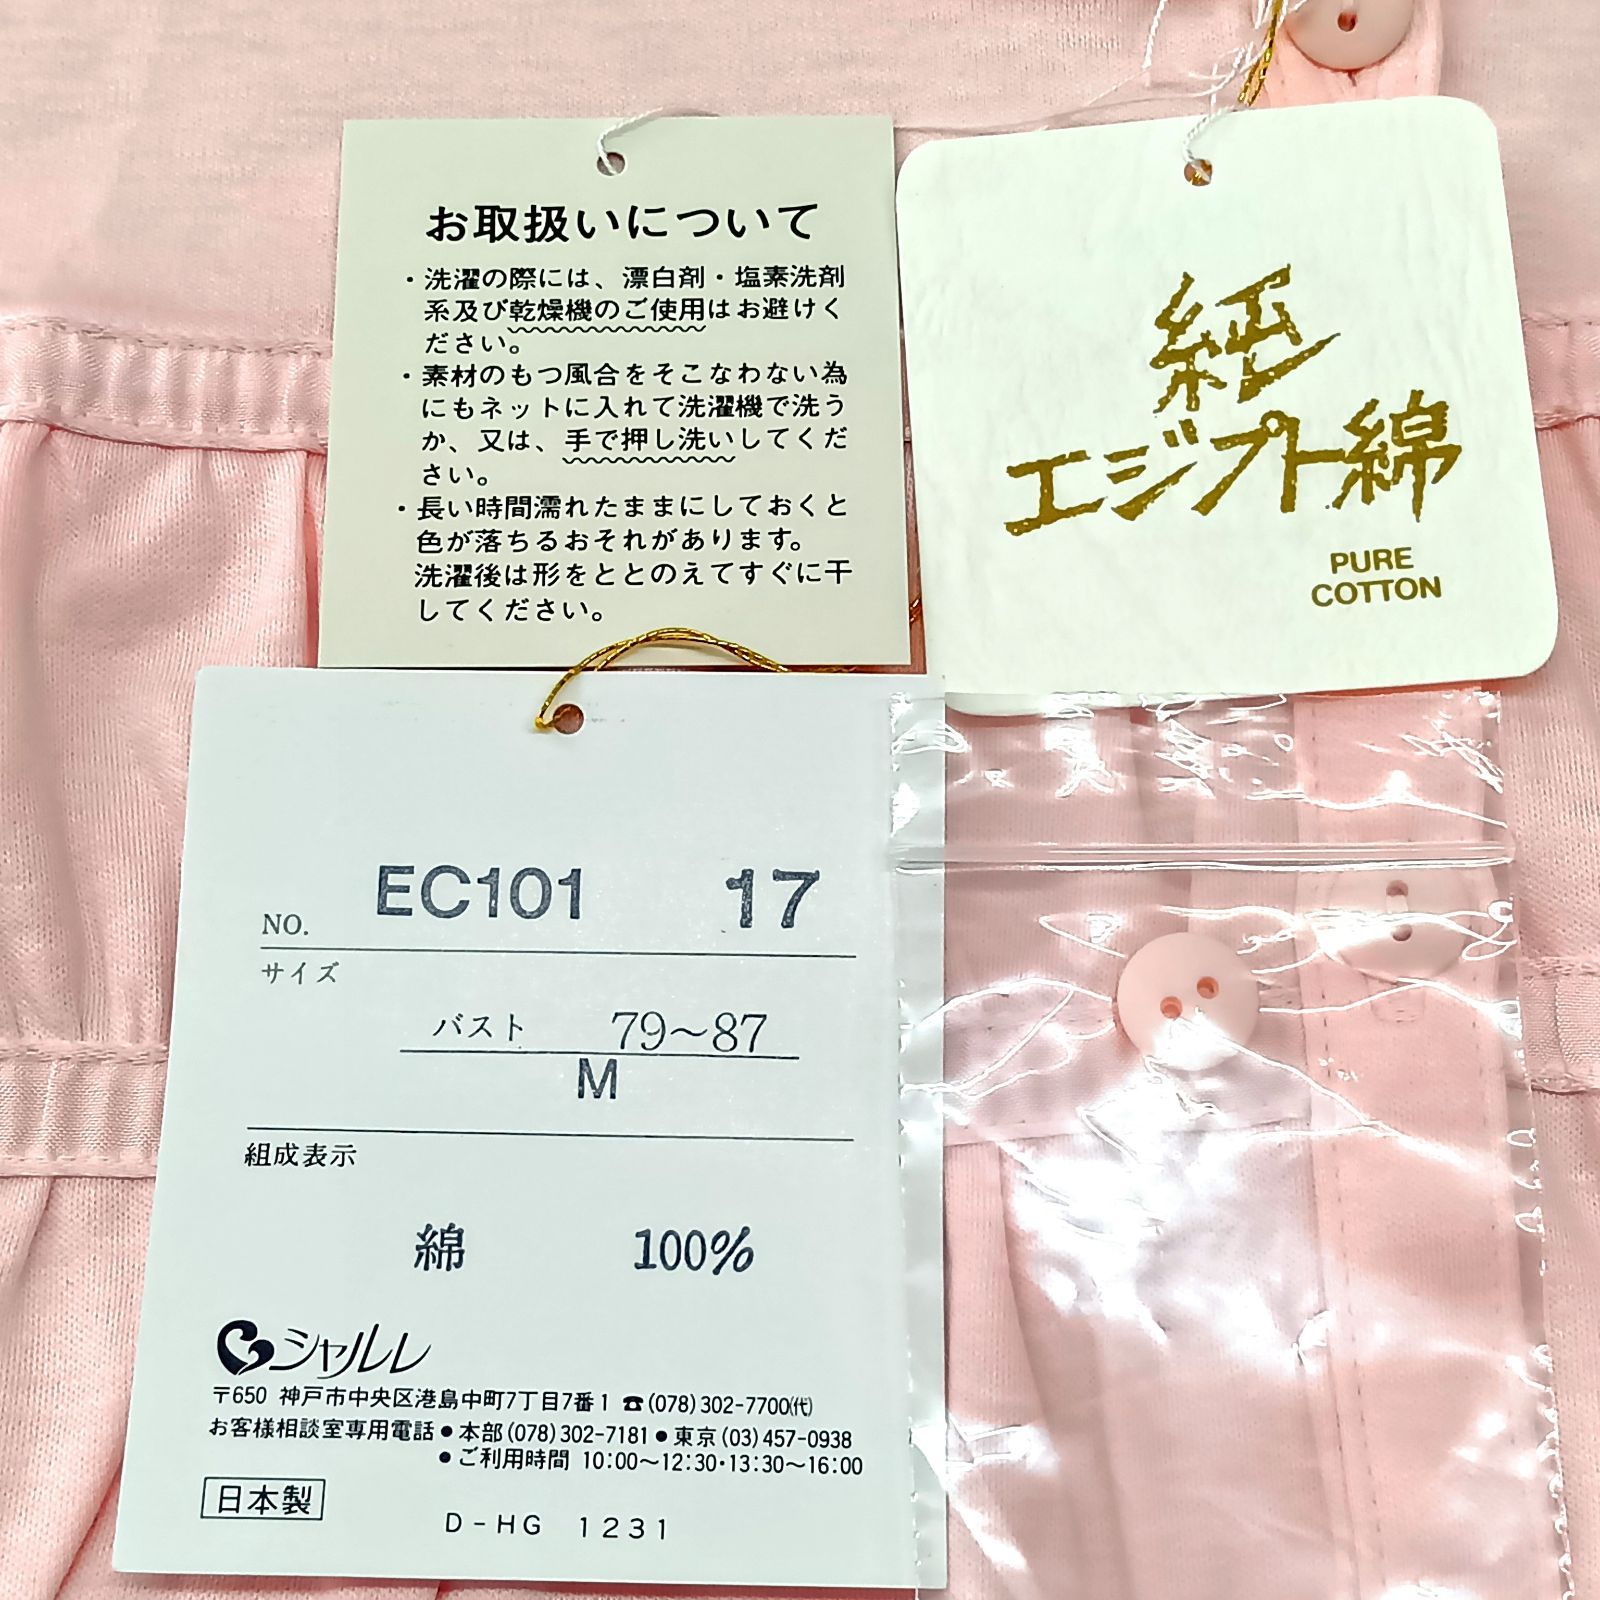 お取扱いについて
・洗濯の際には、漂白剤・塩素洗剤
系及び乾燥機のご使用はお避けく
ださい。
・素材のもつ風合をそこなわない為
にもネットに入れて洗濯機で洗う
か、又は、手で押し洗いしてくだ
さい。
・長い時間濡れたままにしておくと
色が落ちるおそれがあります。
洗濯後は形をととのえてすぐに干
してください。
純
エジプト綿
PURE
COTTON
NO. EC101 17
サイズ
バスト 79～87
M
組成表示
綿 100%
シャルレ
〒650 神戸市中央区港島中町7丁目7番1 ☎(078)302-7700㈹
お客様相談室専用電話●本部(078)302-7181●東京(03)457-0938
●ご利用時間 10:00～12:30・13:30～16:00
日本製
D-HG 1231